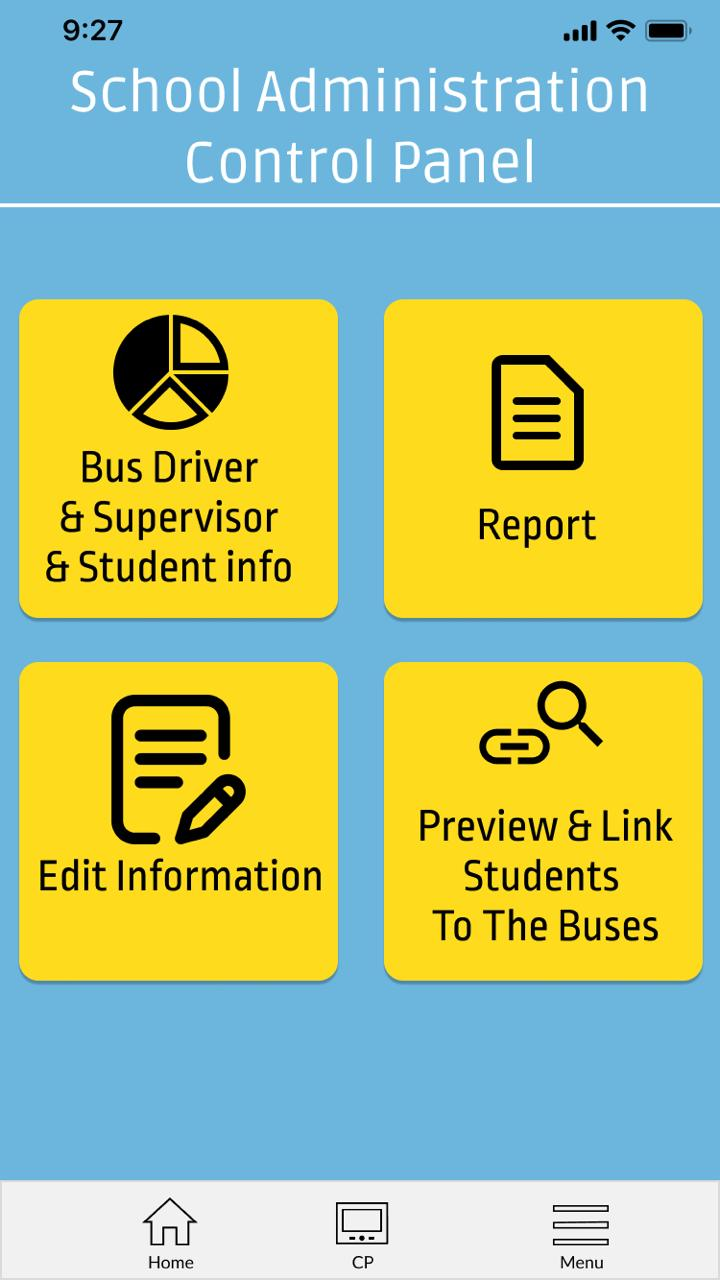 9:27
School Administration
Control Panel
Bus Driver
& Supervisor
& Student info
Report
Edit Information
Preview & Link
Students
To The Buses
Home
CP
Menu